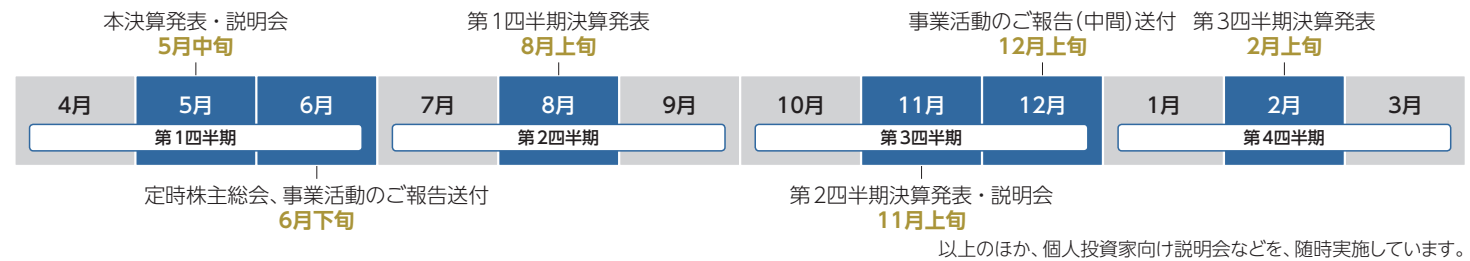 本決算発表・説明会
5月中旬
第1四半期決算発表
8月上旬
事業活動のご報告(中間)送付
12月上旬
第3四半期決算発表
2月上旬
4月 5月 6月 7月 8月 9月 10月 11月 12月 1月 2月 3月
第1四半期 第2四半期 第3四半期 第4四半期
定時株主総会、事業活動のご報告送付
6月下旬
第2四半期決算発表・説明会
11月上旬
以上のほか、個人投資家向け説明会などを、随時実施しています。